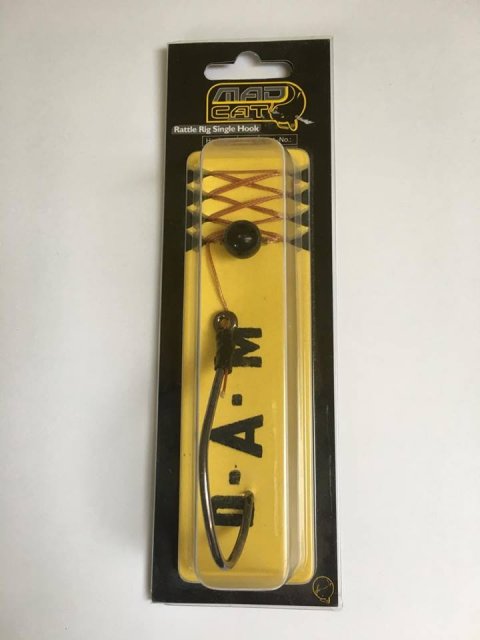 MAD
CAT
Rattle Rig Single Hook
No.:
D·A·M